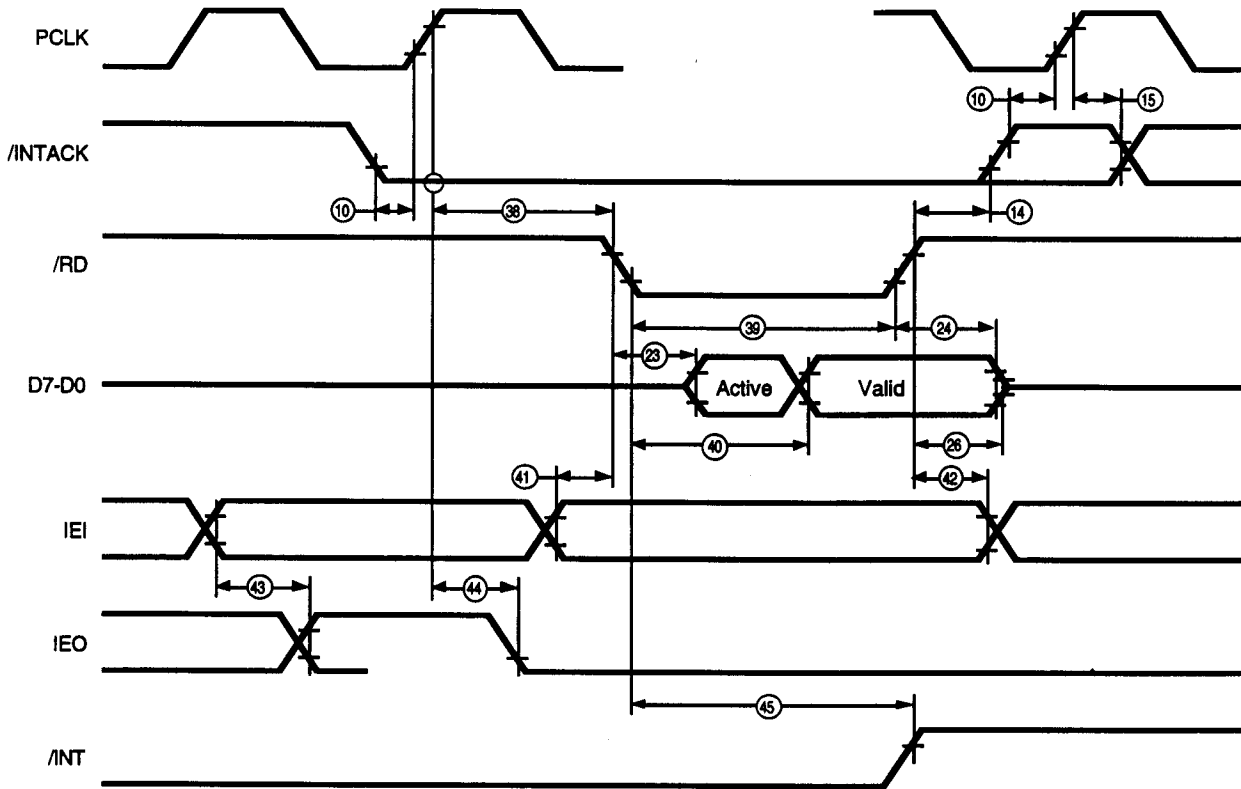 PCLK
10
15
/INTACK
10
38
14
/RD
39
24
23
D7-D0
Active
Valid
40
26
41
42
IEI
43
44
IEO
45
/INT